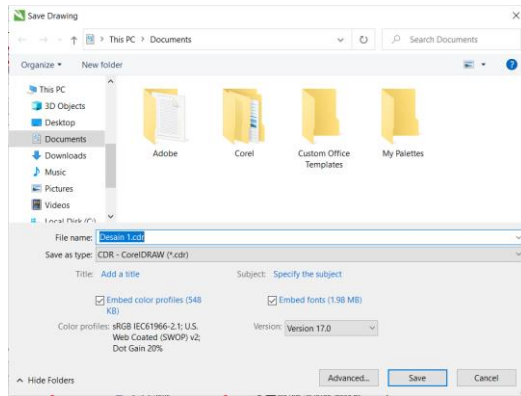 Save Drawing
This PC > Documents
Search Documents
Organize
New folder
This PC
3D Objects
Desktop
Documents
Downloads
Music
Pictures
Videos
Local Disk (C:)
Adobe
Corel
Custom Office
Templates
My Palettes
File name: Desain 1.cdr
Save as type: CDR - CorelDRAW (*.cdr)
Title: Add a title
Subject: Specify the subject
Embed color profiles (548
KB)
Embed fonts (1.98 MB)
Color profiles: sRGB IEC61966-2.1; U.S.
Web Coated (SWOP) v2;
Dot Gain 20%
Version: Version 17.0
Hide Folders
Advanced...
Save
Cancel